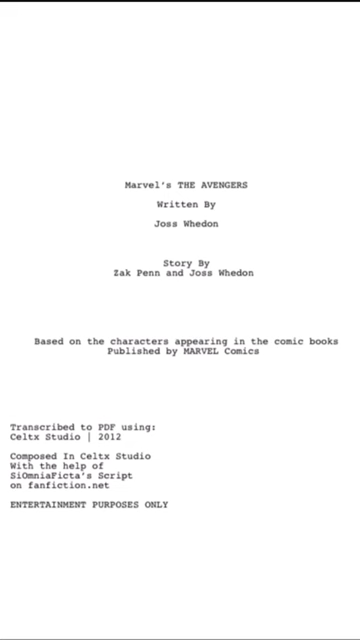 Marvel's THE AVENGERS
Written By
Joss Whedon
Story By
Zak Penn and Joss Whedon
Based on the characters appearing in the comic books
Published by MARVEL Comics
Transcribed to PDF using:
Celtx Studio | 2012
Composed In Celtx Studio
With the help of
SiOmniaFicta's Script
on fanfiction.net
ENTERTAINMENT PURPOSES ONLY